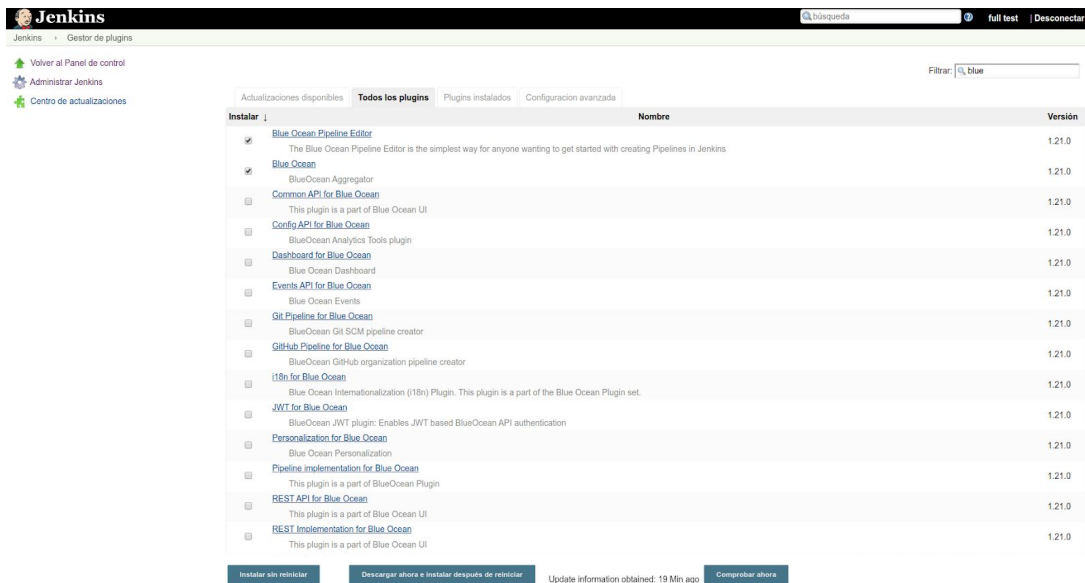 Jenkins
búsqueda
full test | Desconectar
Jenkins › Gestor de plugins
Volver al Panel de control
Administrar Jenkins
Centro de actualizaciones
Filtrar: blue
Actualizaciones disponibles Todos los plugins Plugins instalados Configuracion avanzada
Instalar ↓ Nombre Versión
Blue Ocean Pipeline Editor
The Blue Ocean Pipeline Editor is the simplest way for anyone wanting to get started with creating Pipelines in Jenkins
1.21.0
Blue Ocean
BlueOcean Aggregator
1.21.0
Common API for Blue Ocean
This plugin is a part of Blue Ocean UI
1.21.0
Config API for Blue Ocean
BlueOcean Analytics Tools plugin
1.21.0
Dashboard for Blue Ocean
Blue Ocean Dashboard
1.21.0
Events API for Blue Ocean
Blue Ocean Events
1.21.0
Git Pipeline for Blue Ocean
BlueOcean Git SCM pipeline creator
1.21.0
GitHub Pipeline for Blue Ocean
BlueOcean GitHub organization pipeline creator
1.21.0
i18n for Blue Ocean
Blue Ocean Internationalization (i18n) Plugin. This plugin is a part of the Blue Ocean Plugin set.
1.21.0
JWT for Blue Ocean
BlueOcean JWT plugin: Enables JWT based BlueOcean API authentication
1.21.0
Personalization for Blue Ocean
Blue Ocean Personalization
1.21.0
Pipeline implementation for Blue Ocean
This plugin is a part of BlueOcean Plugin
1.21.0
REST API for Blue Ocean
This plugin is a part of Blue Ocean UI
1.21.0
REST Implementation for Blue Ocean
This plugin is a part of Blue Ocean UI
1.21.0
Instalar sin reiniciar Descargar ahora e instalar después de reiniciar Update information obtained: 19 Min ago Comprobar ahora